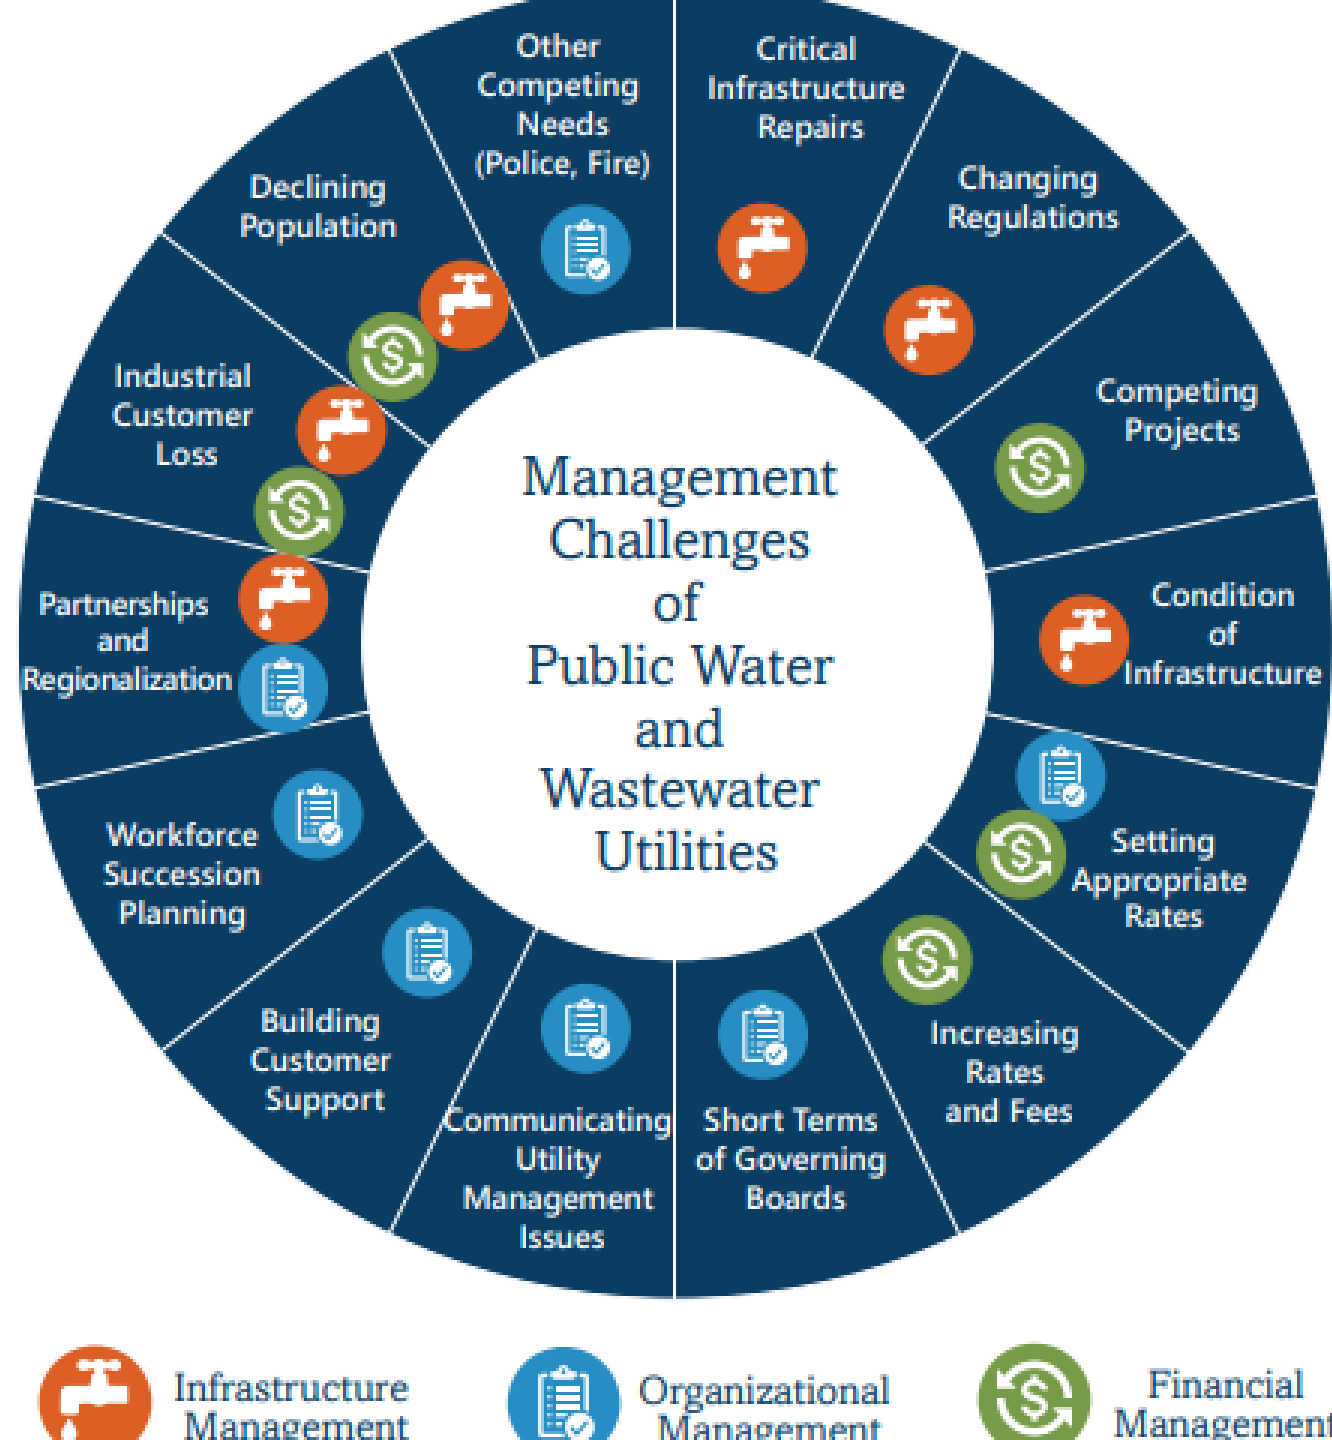 Other
Competing
Needs
(Police, Fire)
Critical
Infrastructure
Repairs
Changing
Regulations
Competing
Projects
Condition
of
Infrastructure
Setting
Appropriate
Rates
Increasing
Rates
and Fees
Short Terms
of Governing
Boards
Communicating
Utility
Management
Issues
Building
Customer
Support
Workforce
Succession
Planning
Partnerships
and
Regionalization
Industrial
Customer
Loss
Declining
Population
Management
Challenges
of
Public Water
and
Wastewater
Utilities
Infrastructure
Management
Organizational
Management
Financial
Management